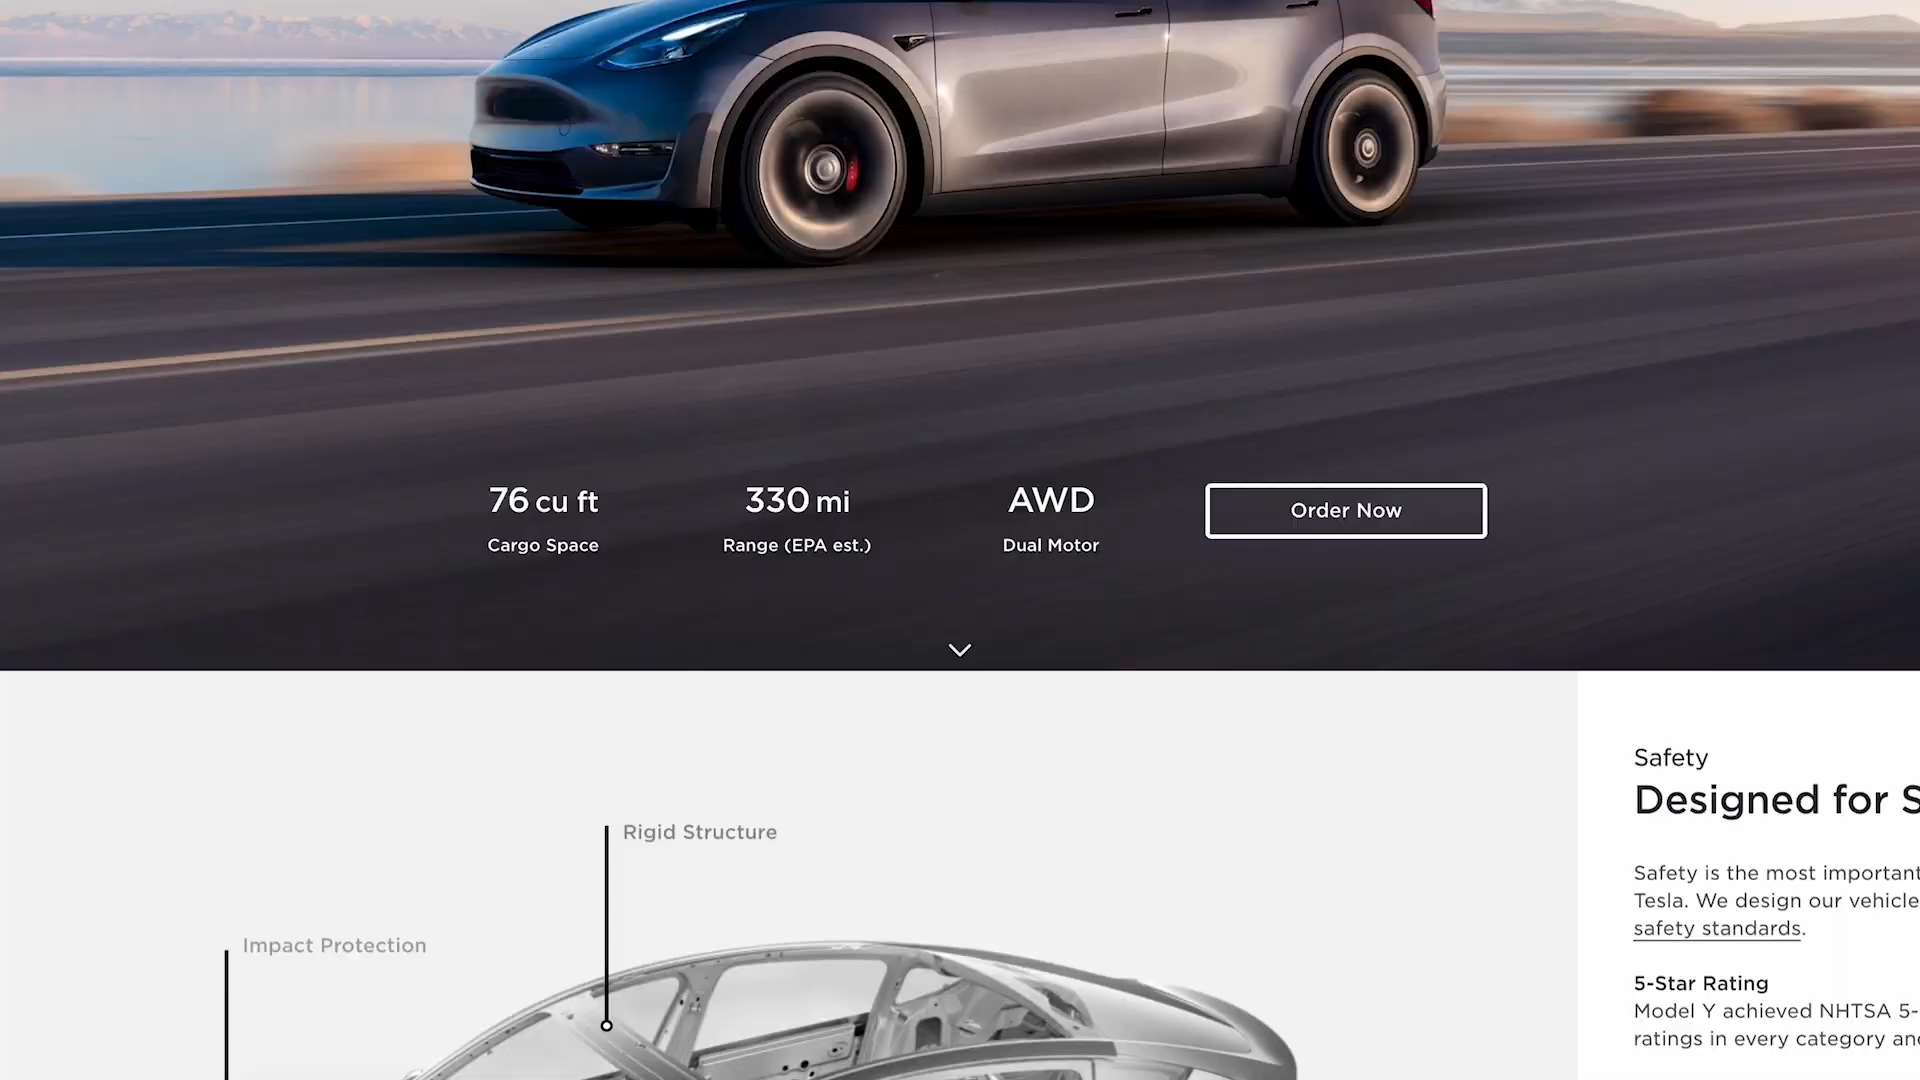 76 cu ft
Cargo Space
330 mi
Range (EPA est.)
AWD
Dual Motor
Order Now
Rigid Structure
Impact Protection
Safety
Designed for S
Safety is the most important
Tesla. We design our vehicle
safety standards.
5-Star Rating
Model Y achieved NHTSA 5-
ratings in every category an